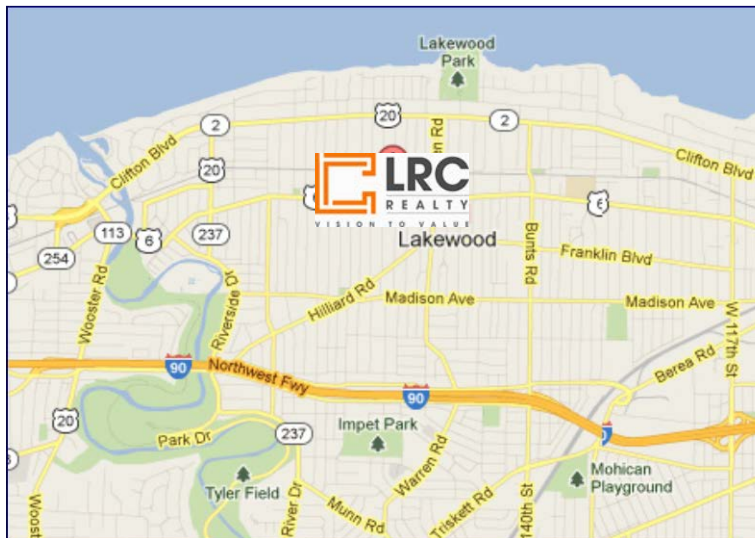 Lakewood
Park
20
2
2
Clifton Blvd
Clifton Blvd
20
6
LRC
REALTY
VISION TO VALUE
6
Lakewood
113
6
237
254
Bunts Rd
Franklin Blvd
Wooster Rd
Riverside Dr
Hilliard Rd
Madison Ave
Madison Ave
W 117th St
Berea Rd
90
Northwest Fwy
90
20
Park Dr
237
Impet Park
Warren Rd
Mohican
Playground
Tyler Field
River Dr
Munn Rd
Triskett Rd
140th St